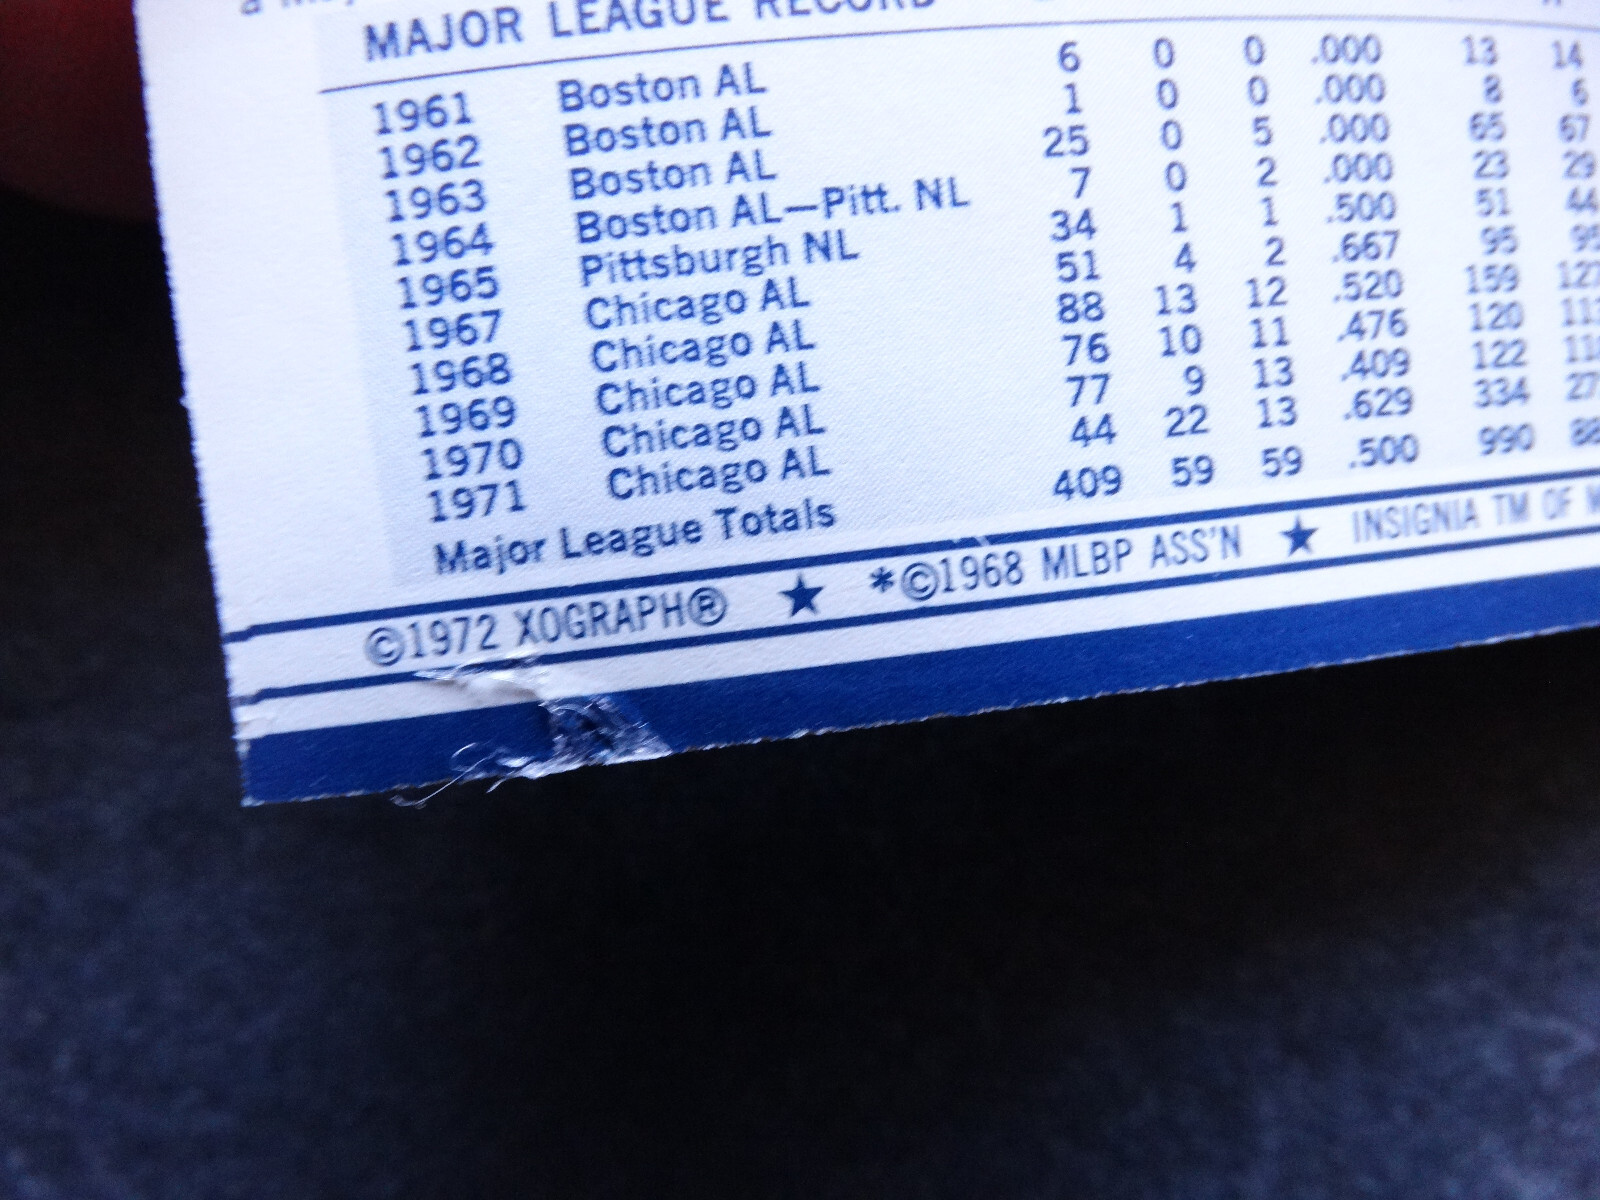 MAJOR LEAGUE RECORD
1961 Boston AL 6 0 0 .000 13 14
1962 Boston AL 1 0 0 .000 8 6
1963 Boston AL 25 0 5 .000 65 67
1964 Boston AL—Pitt. NL 7 0 2 .000 23 29
1965 Pittsburgh NL 34 1 1 .500 51 44
1967 Chicago AL 51 4 2 .667 95 95
1968 Chicago AL 88 13 12 .520 159 127
1969 Chicago AL 76 10 11 .476 120 113
1970 Chicago AL 77 9 13 .409 122
1971 Chicago AL 44 22 13 .629 334
Major League Totals 409 59 59 .500 990
©1972 XOGRAPH® ★ *©1968 MLBP ASS'N ★ INSIGNIA TM OF